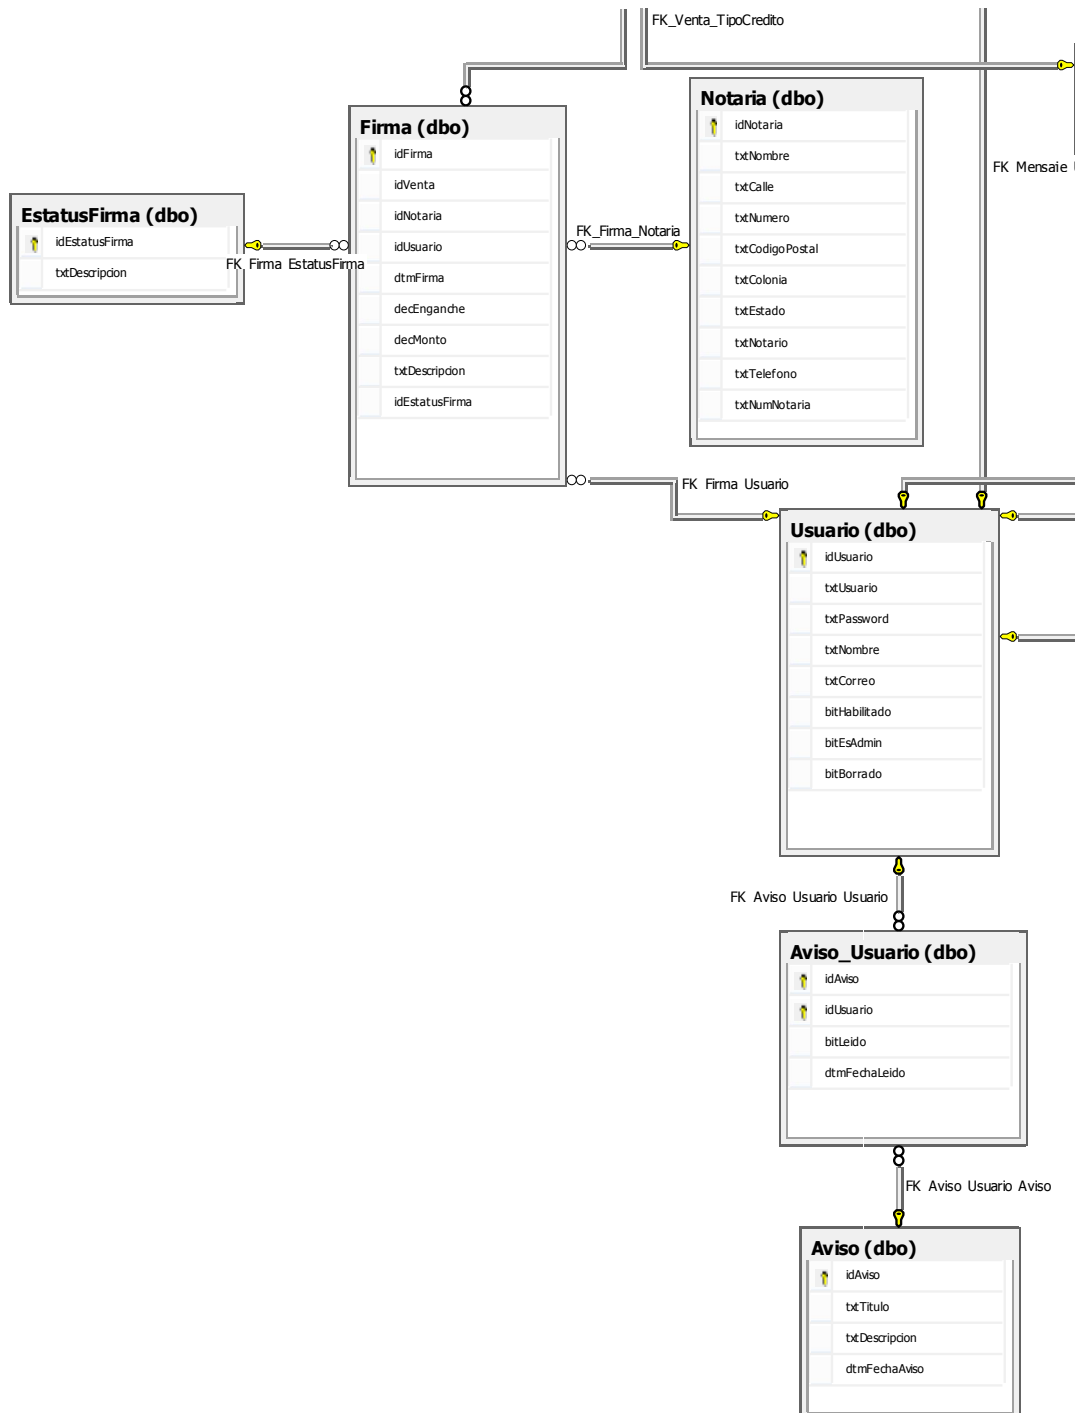 FK_Venta_TipoCredito
FK Mensaje
Firma (dbo)
idFirma
idVenta
idNotaria
idUsuario
dtmFirma
decEnganche
decMonto
txtDescripcion
idEstatusFirma
Notaria (dbo)
idNotaria
txtNombre
txtCalle
txtNumero
txtCodigoPostal
txtColonia
txtEstado
txtNotario
txtTelefono
txtNumNotaria
EstatusFirma (dbo)
idEstatusFirma
txtDescripcion
FK Firma EstatusFirma
FK_Firma_Notaria
FK Firma Usuario
Usuario (dbo)
idUsuario
txtUsuario
txtPassword
txtNombre
txtCorreo
bitHabilitado
bitEsAdmin
bitBorrado
FK Aviso Usuario Usuario
Aviso_Usuario (dbo)
idAviso
idUsuario
bitLeido
dtmFechaLeido
FK Aviso Usuario Aviso
Aviso (dbo)
idAviso
txtTitulo
txtDescripcion
dtmFechaAviso